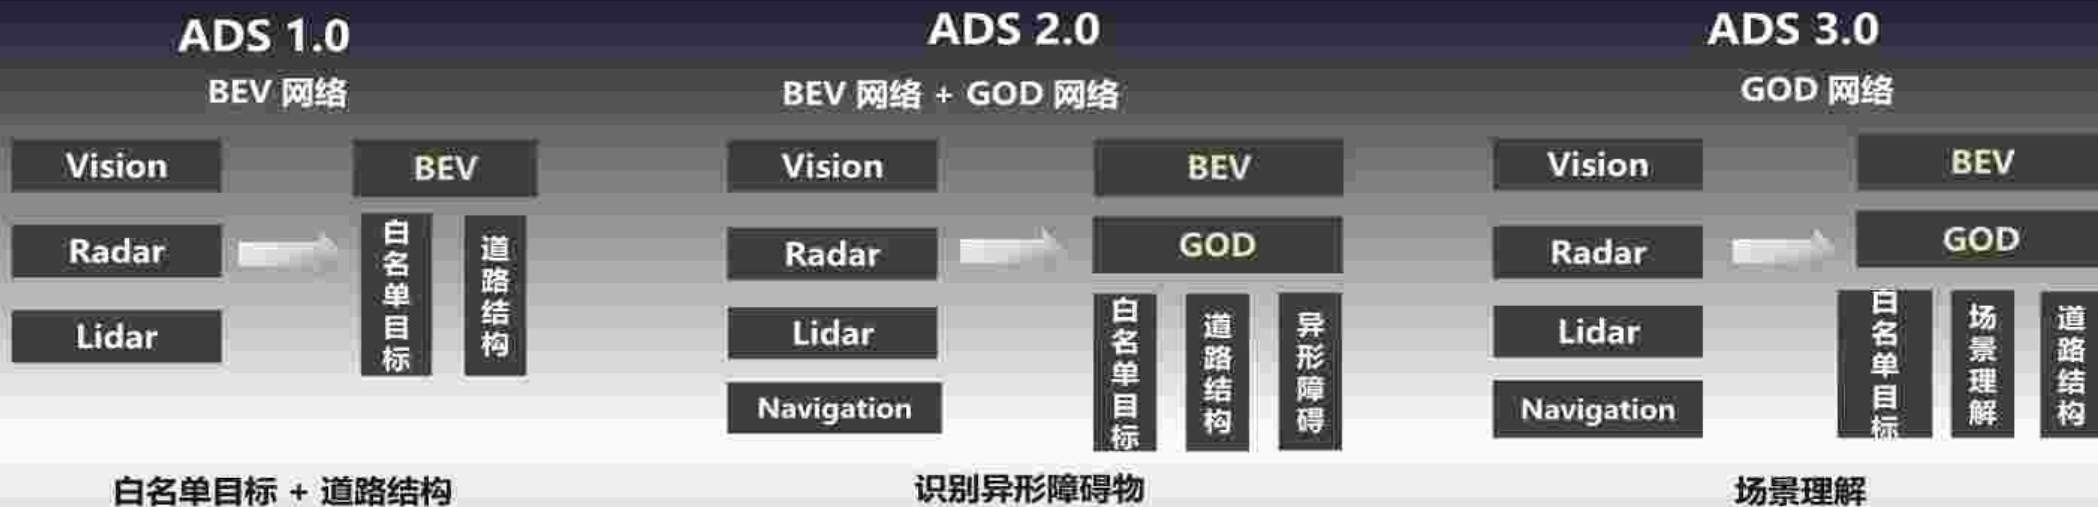 ADS 1.0
BEV 网络
Vision
Radar
Lidar
BEV
白名单目标
道路结构
白名单目标 + 道路结构
ADS 2.0
BEV 网络 + GOD 网络
Vision
Radar
Lidar
Navigation
BEV
GOD
白名单目标
道路结构
异形障碍
识别异形障碍物
ADS 3.0
GOD 网络
Vision
Radar
Lidar
Navigation
BEV
GOD
白名单目标
场景理解
道路结构
场景理解